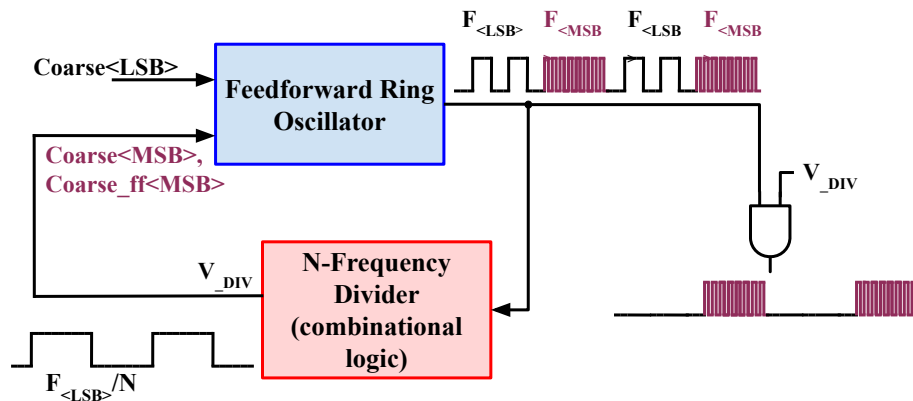 F<LSB>
F<MSB
F<LSB
F<MSB
Coarse<LSB>
Feedforward Ring
Oscillator
Coarse<MSB>,
Coarse_ff<MSB>
V_DIV
V_DIV
N-Frequency
Divider
(combinational
logic)
F<LSB>/N